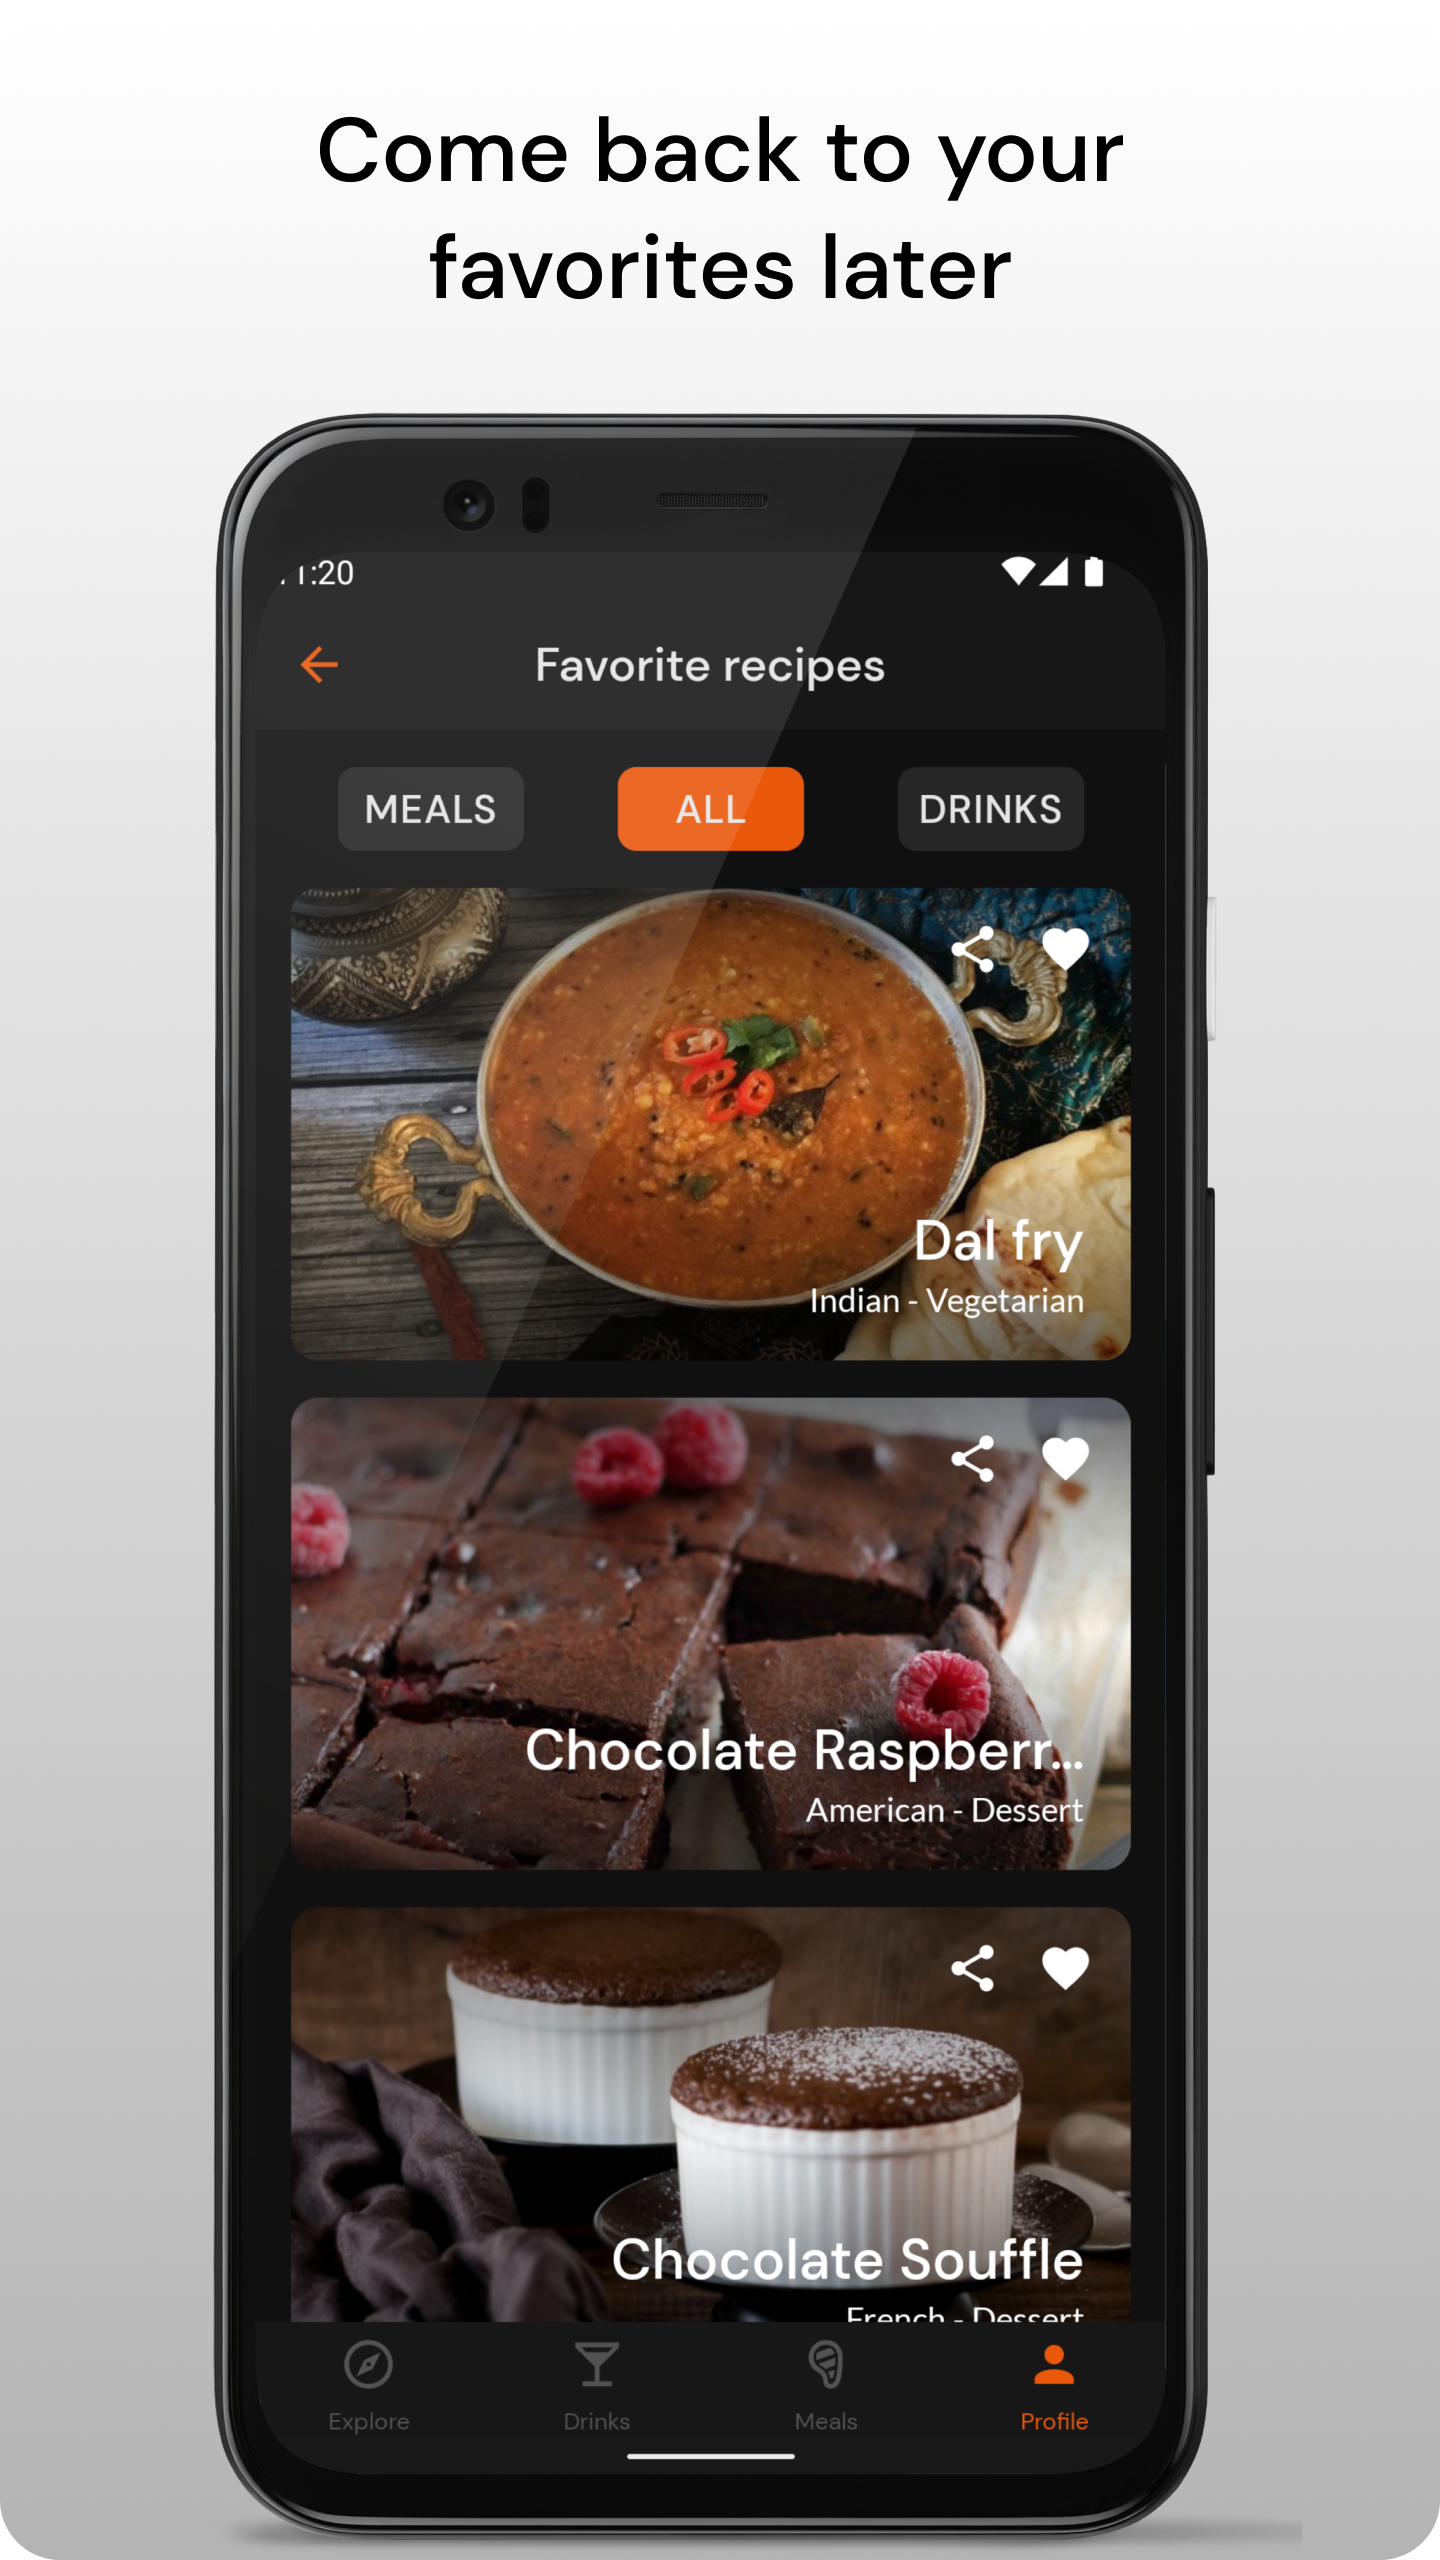 Come back to your
favorites later
:20
Favorite recipes
MEALS
ALL
DRINKS
Dal fry
Indian - Vegetarian
Chocolate Raspberr...
American - Dessert
Chocolate Souffle
French - Dessert
Explore
Drinks
Meals
Profile